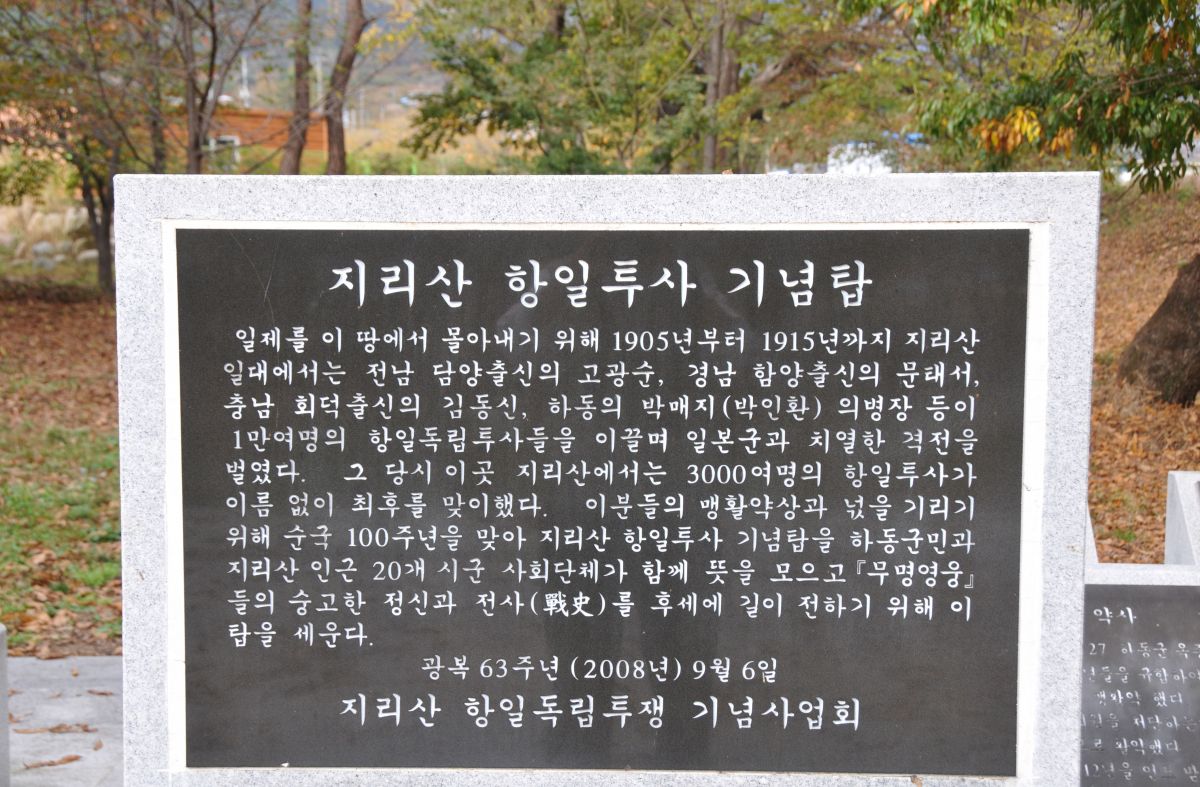 지리산 항일투사 기념탑
일제를 이 땅에서 몰아내기 위해 1905년부터 1915년까지 지리산
일대에서는 전남 담양출신의 고광순, 경남 함양출신의 문태서,
충남 회덕출신의 김동신, 하동의 박매지(박인환) 의병장 등이
1만여명의 항일독립투사들을 이끌며 일본군과 치열한 격전을
벌였다. 그 당시 이곳 지리산에서는 3000여명의 항일투사가
이름 없이 최후를 맞이했다. 이분들의 맹활약상과 넋을 기리기
위해 순국 100주년을 맞아 지리산 항일투사 기념탑을 하동군민과
지리산 인근 20개 시군 사회단체가 함께 뜻을 모으고『무명영웅』
들의 숭고한 정신과 전사(戰史)를 후세에 길이 전하기 위해 이
탑을 세운다.
광복 63주년 (2008년) 9월 6일
지리산 항일독립투쟁 기념사업회
약사
27
했다
12년을